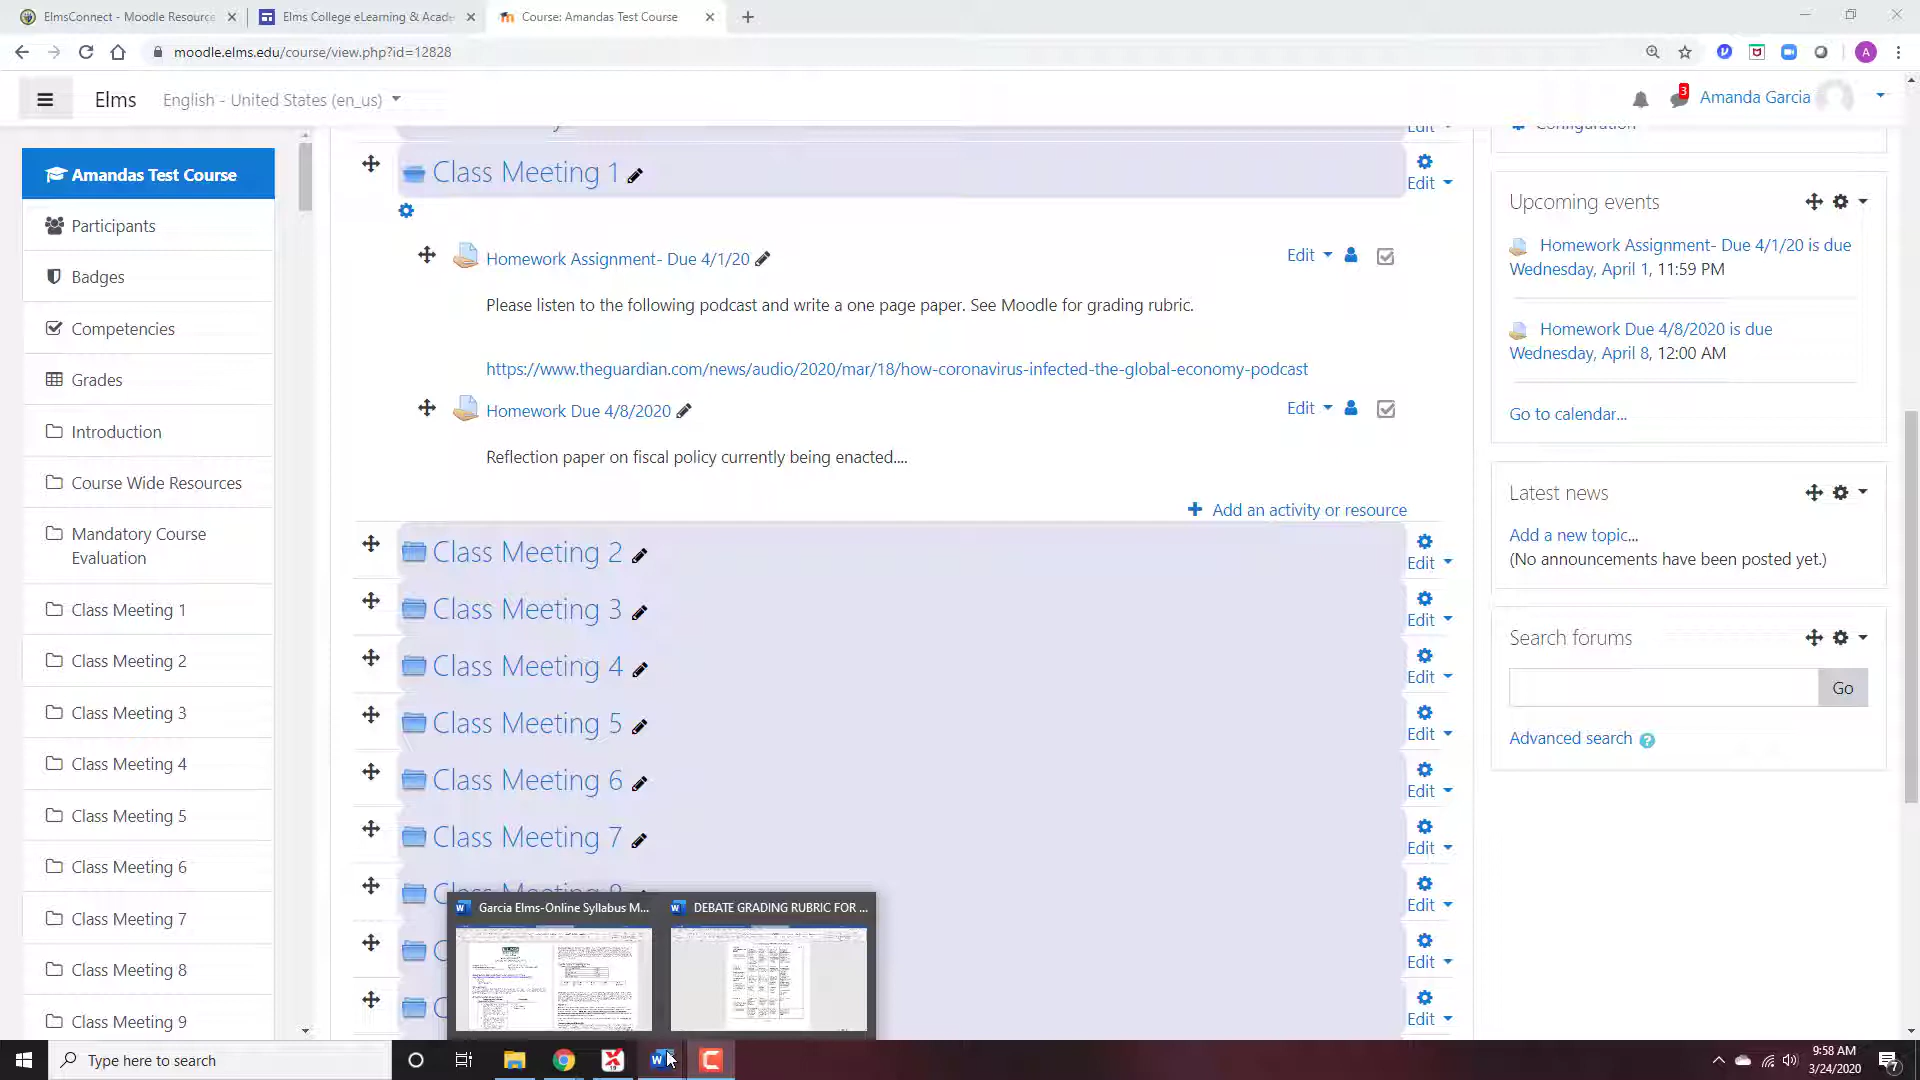 ElmsConnect - Moodle Resource
Elms College eLearning & Acade
Course: Amandas Test Course
moodle.elms.edu/course/view.php?id=12828
A
Elms
English - United States (en_us)
3
Amanda Garcia
Amandas Test Course
Participants
Badges
Competencies
Grades
Introduction
Course Wide Resources
Mandatory Course
Evaluation
Class Meeting 1
Class Meeting 2
Class Meeting 3
Class Meeting 4
Class Meeting 5
Class Meeting 6
Class Meeting 7
Class Meeting 8
Class Meeting 9
Edit
Class Meeting 1
Edit
Homework Assignment- Due 4/1/20
Edit
Please listen to the following podcast and write a one page paper. See Moodle for grading rubric.
https://www.theguardian.com/news/audio/2020/mar/18/how-coronavirus-infected-the-global-economy-podcast
Homework Due 4/8/2020
Edit
Reflection paper on fiscal policy currently being enacted....
Add an activity or resource
Class Meeting 2
Edit
Class Meeting 3
Edit
Class Meeting 4
Edit
Class Meeting 5
Edit
Class Meeting 6
Edit
Class Meeting 7
Edit
Class Meeting 8
Edit
Edit
Edit
Configuration
Upcoming events
Homework Assignment- Due 4/1/20 is due
Wednesday, April 1, 11:59 PM
Homework Due 4/8/2020 is due
Wednesday, April 8, 12:00 AM
Go to calendar...
Latest news
Add a new topic...
(No announcements have been posted yet.)
Search forums
Go
Advanced search
Garcia Elms-Online Syllabus M...
DEBATE GRADING RUBRIC FOR ...
Type here to search
9:58 AM
3/24/2020
7